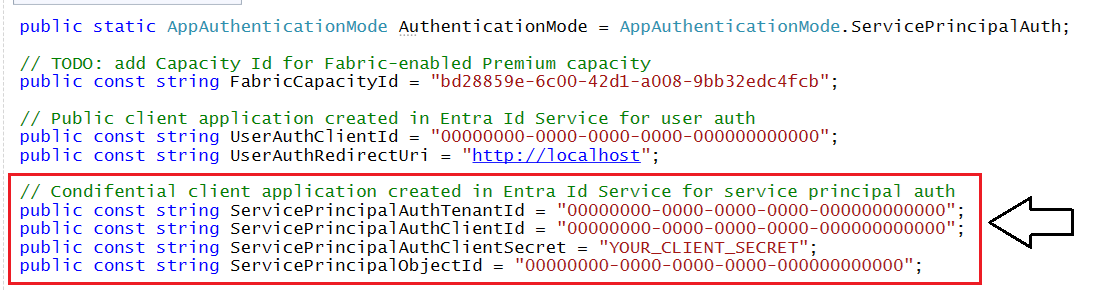 public static AppAuthenticationMode AuthenticationMode = AppAuthenticationMode.ServicePrincipalAuth;
// TODO: add Capacity Id for Fabric-enabled Premium capacity
public const string FabricCapacityId = "bd28859e-6c00-42d1-a008-9bb32edc4fcb";
// Public client application created in Entra Id Service for user auth
public const string UserAuthClientId = "00000000-0000-0000-0000-000000000000";
public const string UserAuthRedirectUri = "http://localhost";
// Condifential client application created in Entra Id Service for service principal auth
public const string ServicePrincipalAuthTenantId = "00000000-0000-0000-0000-000000000000";
public const string ServicePrincipalAuthClientId = "00000000-0000-0000-0000-000000000000";
public const string ServicePrincipalAuthClientSecret = "YOUR_CLIENT_SECRET";
public const string ServicePrincipalObjectId = "00000000-0000-0000-0000-000000000000";